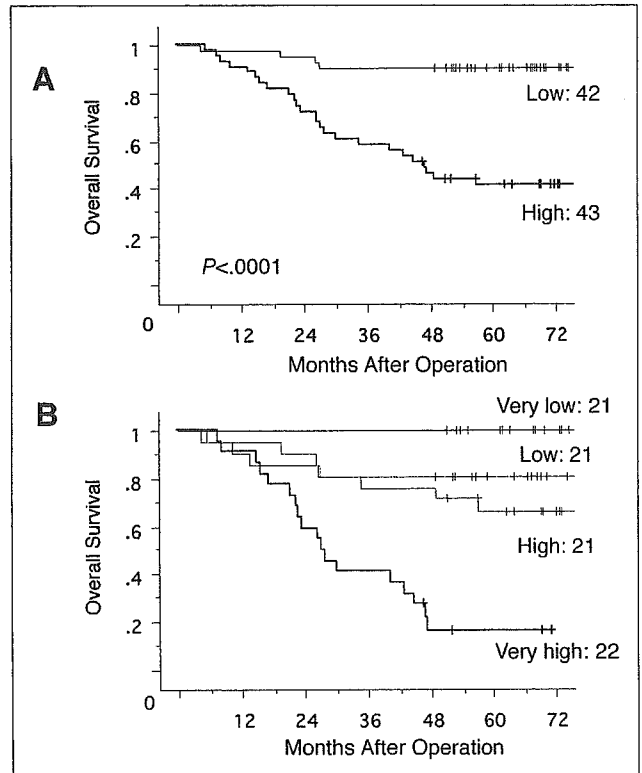 A
Overall Survival
1
.8
.6
.4
.2
0
Low: 42
High: 43
P<.0001
12 24 36 48 60 72
Months After Operation
B
Overall Survival
1
.8
.6
.4
.2
0
Very low: 21
Low: 21
High: 21
Very high: 22
12 24 36 48 60 72
Months After Operation